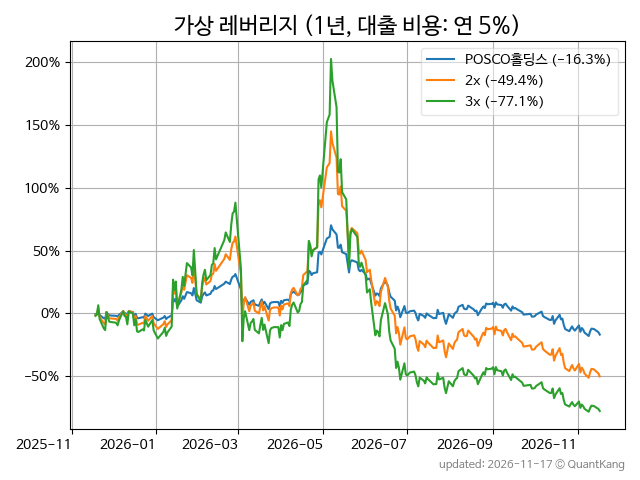 가상 레버리지 (1년, 대출 비용: 연 5%)
POSCO홀딩스 (-16.3%)
2x (-49.4%)
3x (-77.1%)
200%
150%
100%
50%
0%
-50%
2025-11 2026-01 2026-03 2026-05 2026-07 2026-09 2026-11
updated: 2026-11-17 © QuantKang